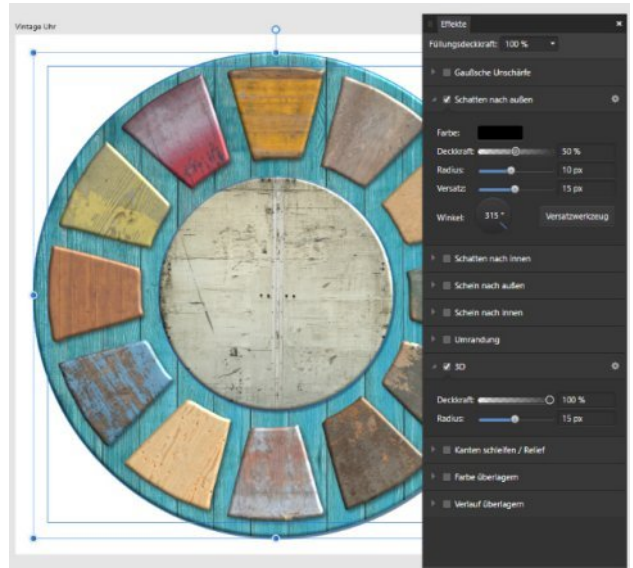 Vintage Uhr
Effekte
Füllungsdeckkraft: 100 %
Gaußsche Unschärfe
Schatten nach außen
Farbe:
Deckkraft: 50 %
Radius: 10 px
Versatz: 15 px
Winkel: 315 ° Versatzwerkzeug
Schatten nach innen
Schein nach außen
Schein nach innen
Umrandung
3D
Deckkraft: 100 %
Radius: 15 px
Kanten schleifen / Relief
Farbe überlagern
Verlauf überlagern